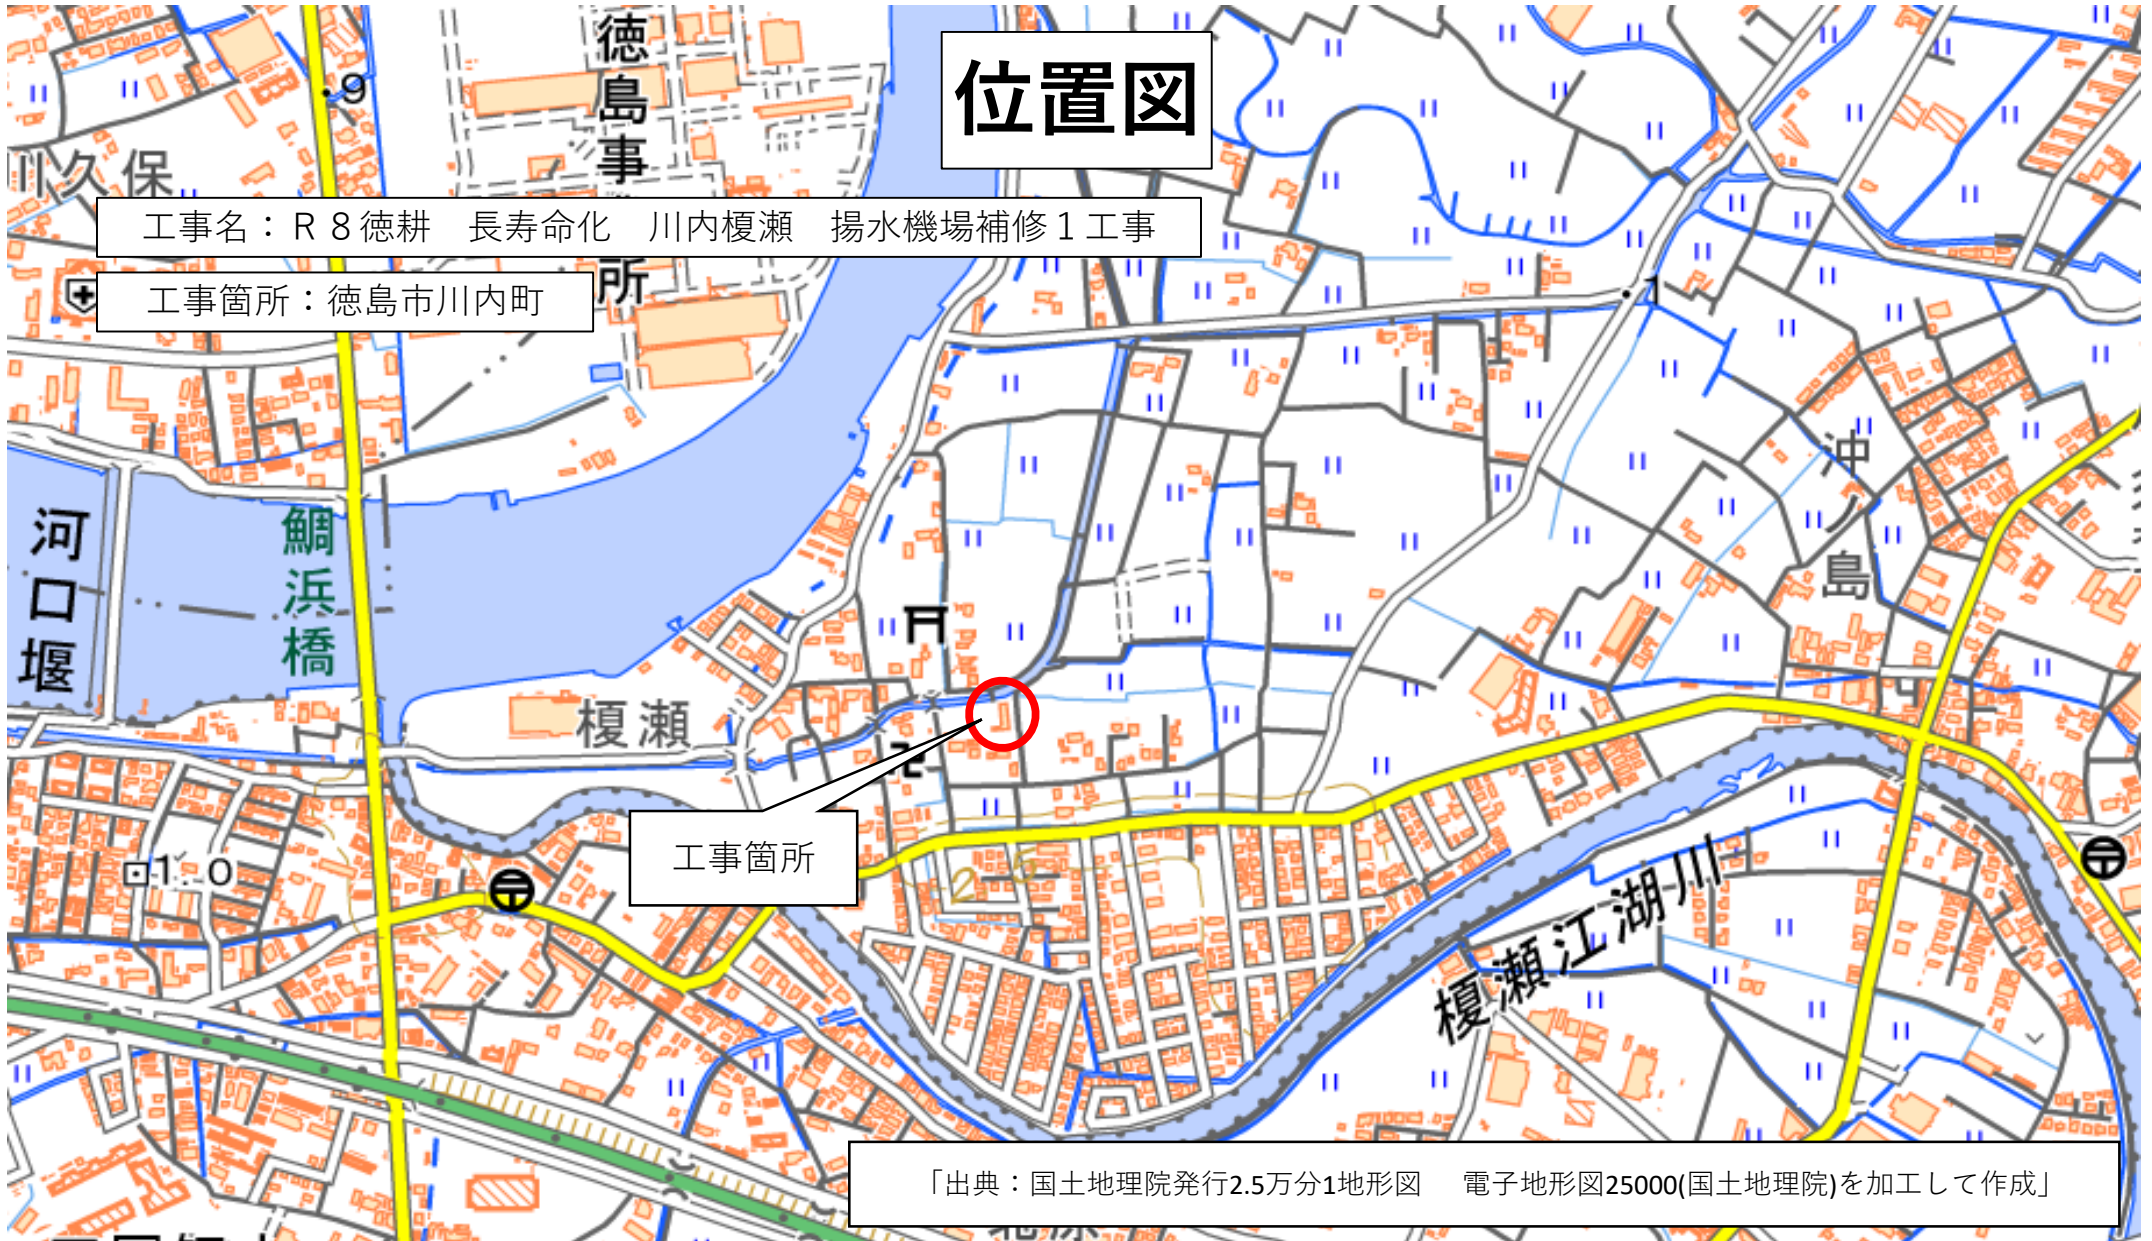 位置図
工事名：Ｒ８徳耕　長寿命化　川内榎瀬　揚水機場補修１工事
工事箇所：徳島市川内町
徳島事
所
9
川久保
河口堰
鯛浜橋
榎瀬
1
沖ノ島
工事箇所
1.0
25
榎瀬江湖川
「出典：国土地理院発行2.5万分1地形図　電子地形図25000(国土地理院)を加工して作成」